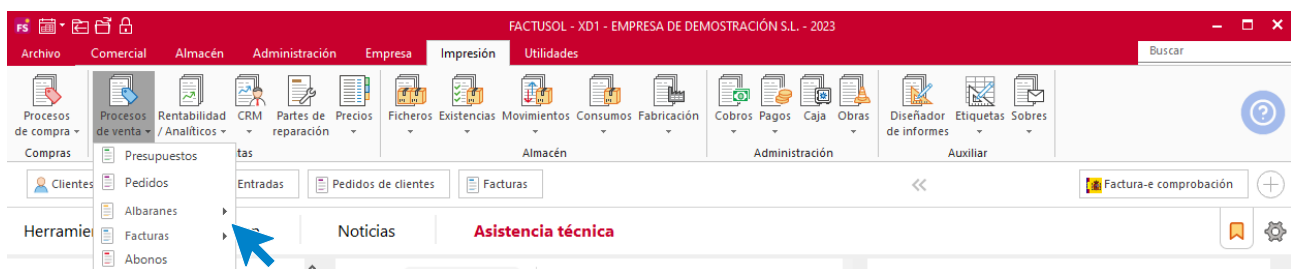 FS
FACTUSOL - XD1 - EMPRESA DE DEMOSTRACIÓN S.L. - 2023
Archivo Comercial Almacén Administración Empresa Impresión Utilidades Buscar
Procesos de compra
Procesos de venta
Rentabilidad / Analíticos
CRM
Partes de reparación
Precios
Ficheros
Existencias
Movimientos
Consumos
Fabricación
Cobros
Pagos
Caja
Obras
Diseñador de informes
Etiquetas
Sobres
?
Compras
tas
Almacén
Administración
Auxiliar
Presupuestos
Pedidos
Albaranes
Facturas
Abonos
Clientes
Entradas
Pedidos de clientes
Facturas
Factura-e comprobación
Herramie
Noticias
Asistencia técnica